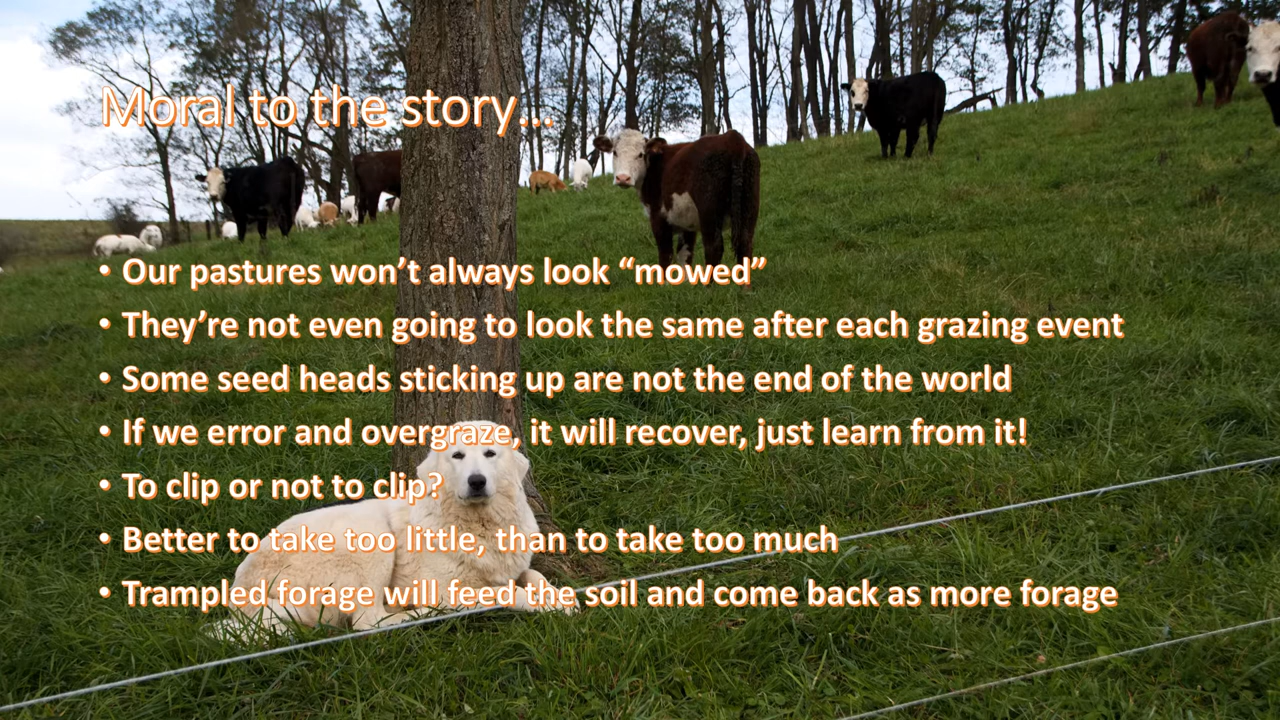 Moral to the story...
• Our pastures won’t always look “mowed”
• They’re not even going to look the same after each grazing event
• Some seed heads sticking up are not the end of the world
• If we error and overgraze, it will recover, just learn from it!
• To clip or not to clip?
• Better to take too little, than to take too much
• Trampled forage will feed the soil and come back as more forage